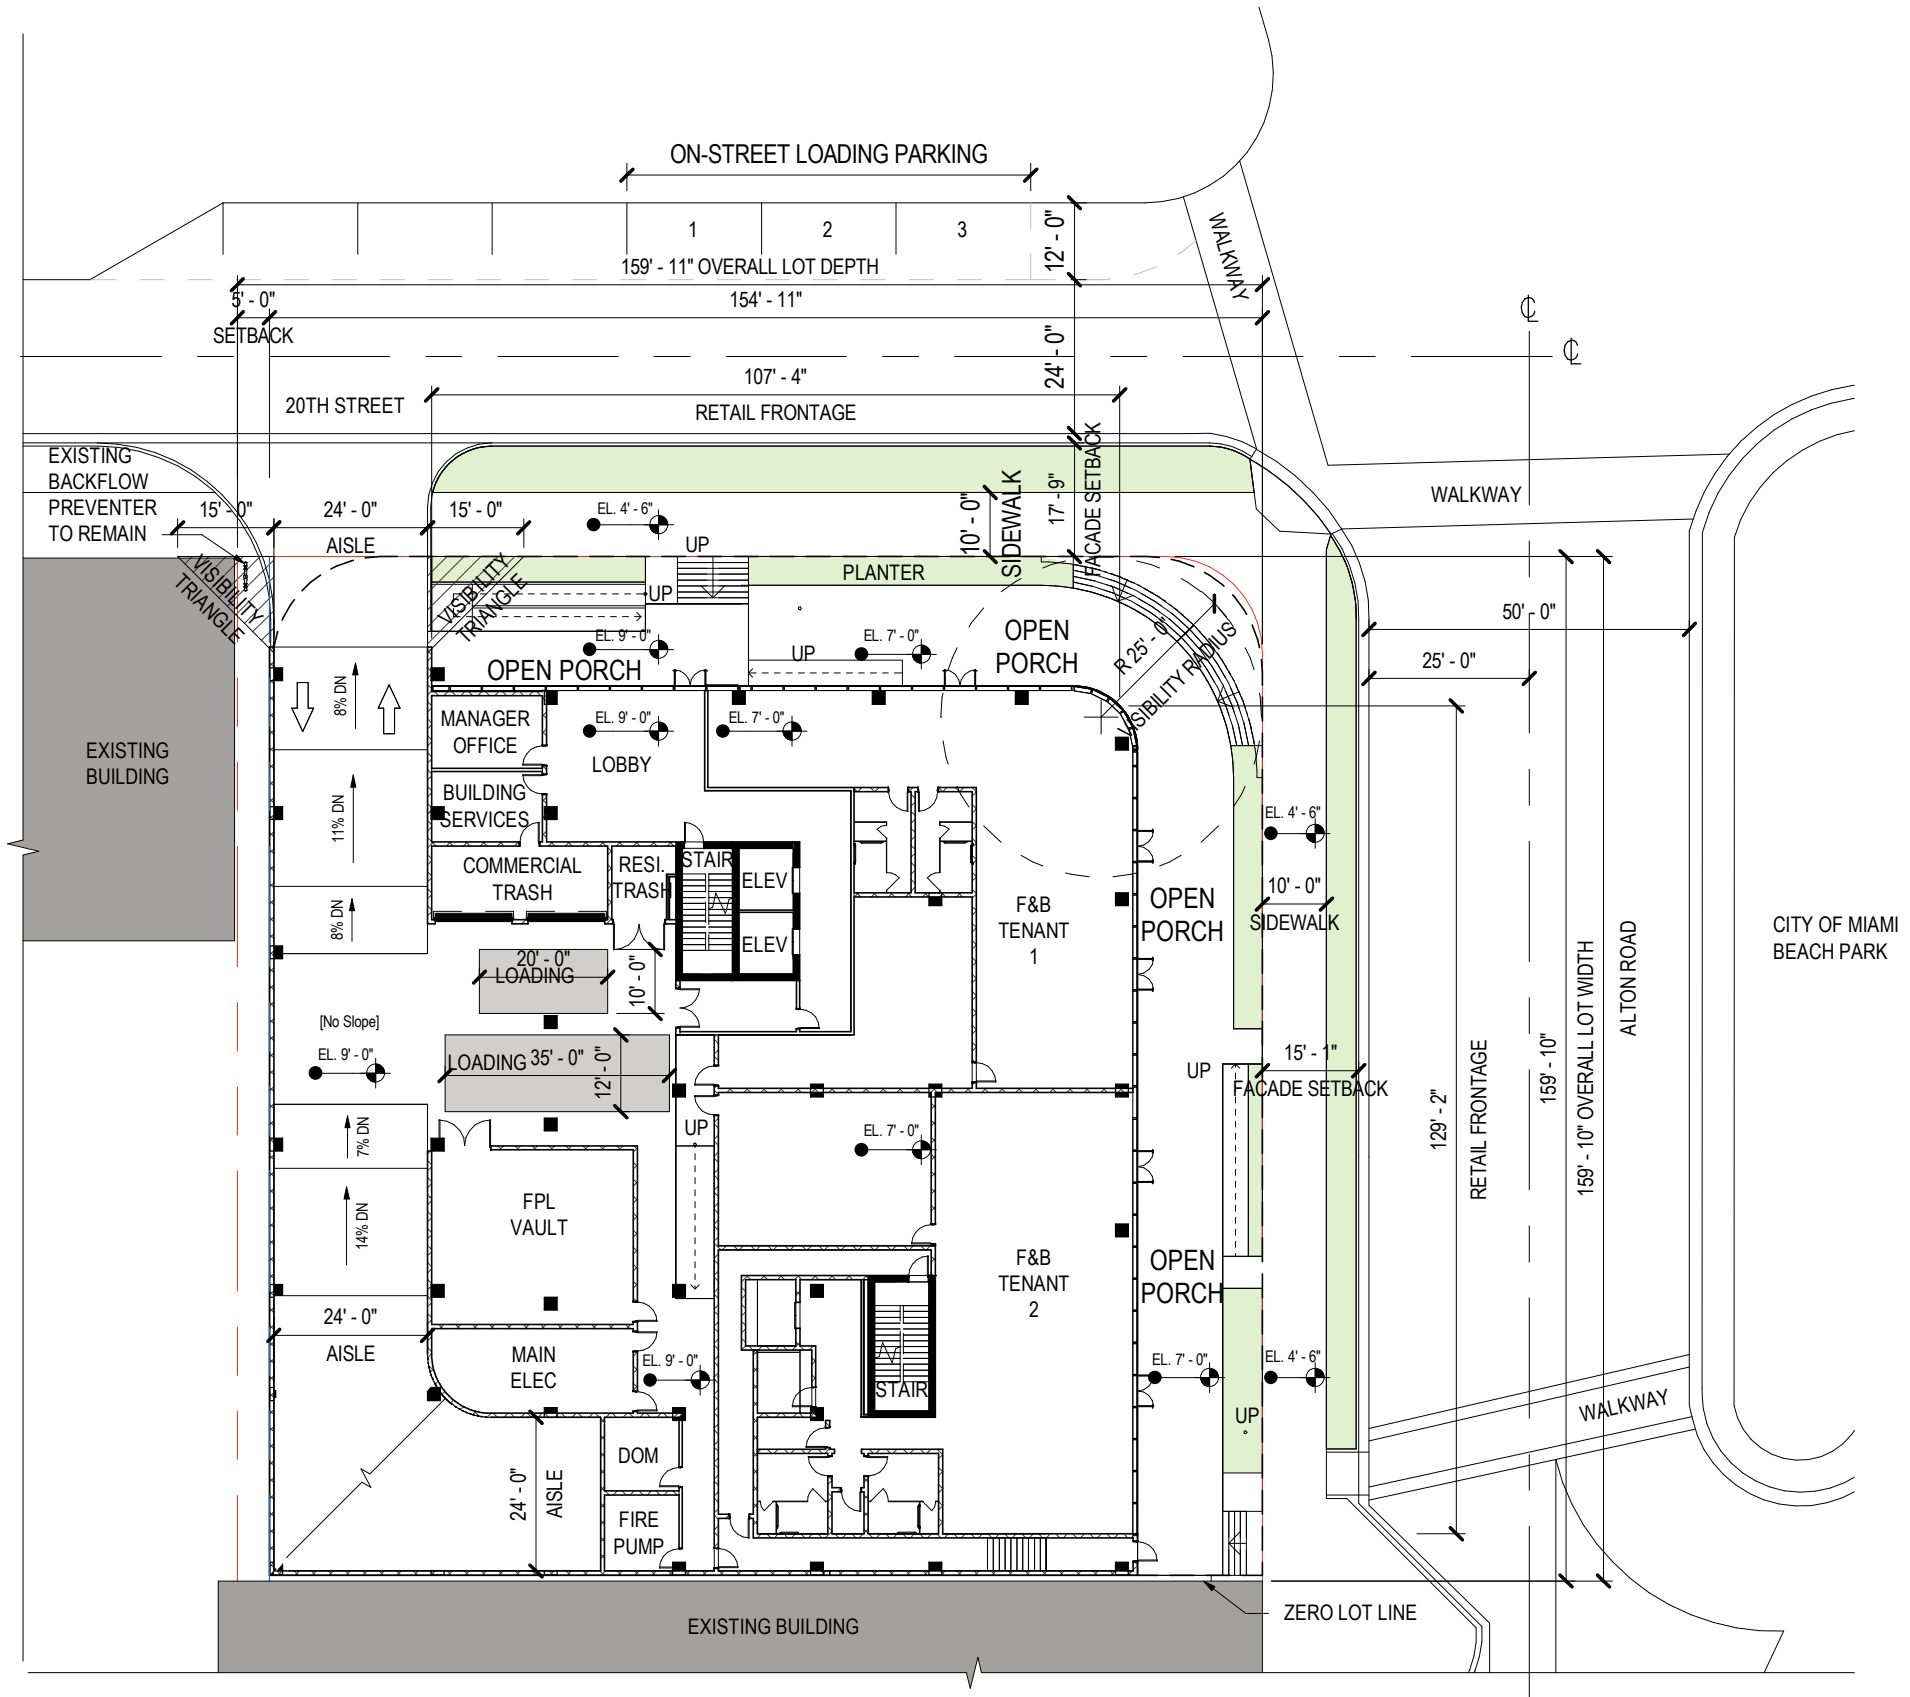 ON-STREET LOADING PARKING
1
2
3
12' - 0"
WALKWAY
159' - 11" OVERALL LOT DEPTH
5' - 0"
154' - 11"
SETBACK
24' - 0"
107' - 4"
20TH STREET
RETAIL FRONTAGE
EXISTING
BACKFLOW
PREVENTER
TO REMAIN
15' - 0"
24' - 0"
15' - 0"
AISLE
EL. 4' - 6"
UP
10' - 0"
SIDEWALK
17' - 9"
FACADE SETBACK
WALKWAY
VISIBILITY
TRIANGLE
VISIBILITY
TRIANGLE
UP
PLANTER
50' - 0"
EL. 9' - 0"
OPEN PORCH
UP
EL. 7' - 0"
OPEN
PORCH
R 25' - 0"
VISIBILITY RADIUS
25' - 0"
8% DN
MANAGER
OFFICE
EL. 9' - 0"
LOBBY
EL. 7' - 0"
EXISTING
BUILDING
11% DN
BUILDING
SERVICES
EL. 4' - 6"
COMMERCIAL
TRASH
RESI.
TRASH
STAIR
ELEV
ELEV
8% DN
F&B
TENANT
1
OPEN
PORCH
10' - 0"
SIDEWALK
CITY OF MIAMI
BEACH PARK
ALTON ROAD
20' - 0"
LOADING
10' - 0"
[No Slope]
EL. 9' - 0"
LOADING
35' - 0"
12' - 0"
UP
15' - 1"
FACADE SETBACK
129' - 2"
RETAIL FRONTAGE
159' - 10"
159' - 10" OVERALL LOT WIDTH
7% DN
UP
EL. 7' - 0"
14% DN
FPL
VAULT
F&B
TENANT
2
OPEN
PORCH
24' - 0"
AISLE
MAIN
ELEC
EL. 9' - 0"
STAIR
EL. 7' - 0"
EL. 4' - 6"
UP
WALKWAY
DOM
24' - 0"
AISLE
FIRE
PUMP
EXISTING BUILDING
ZERO LOT LINE